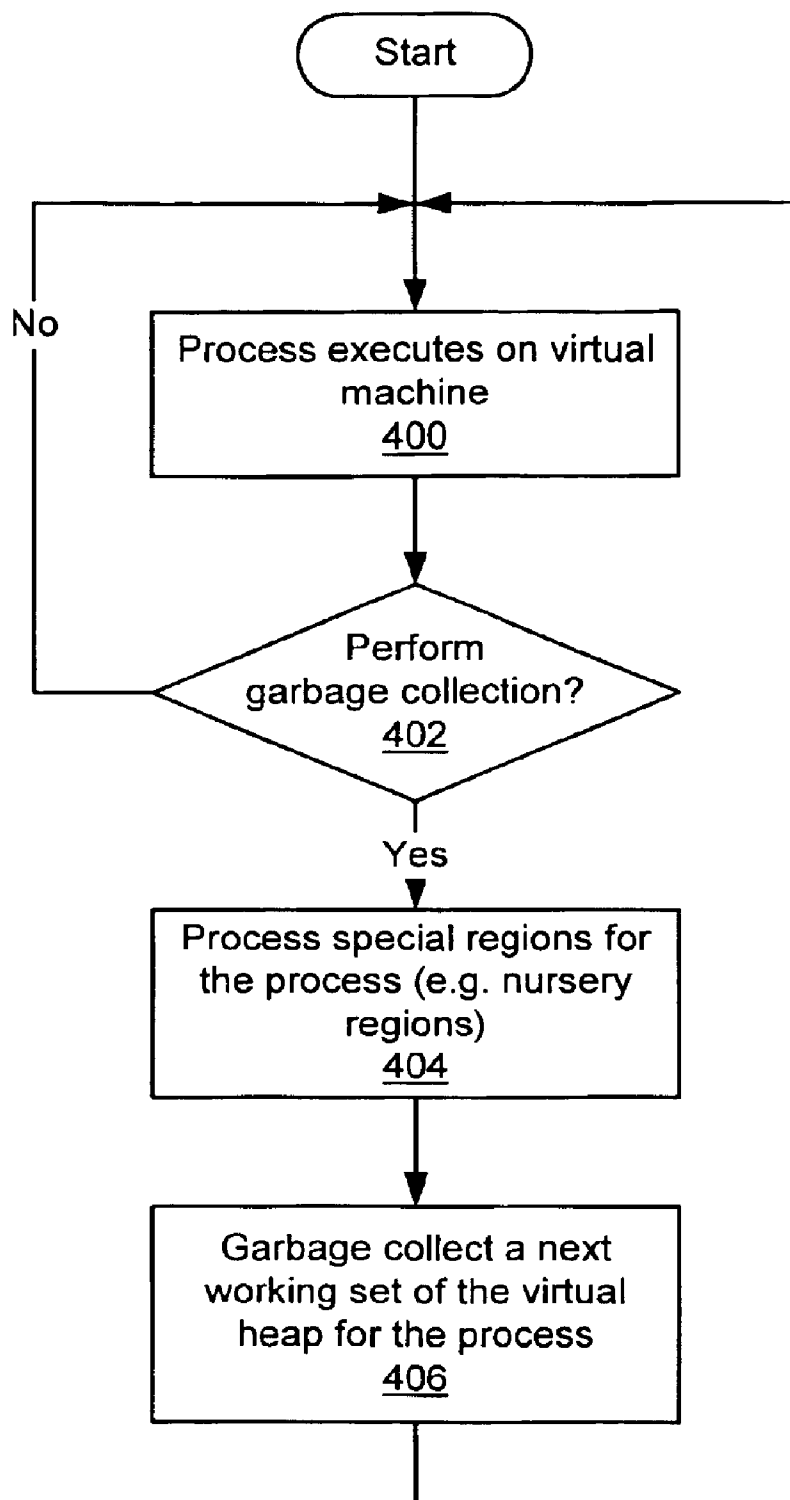 Start
No
Process executes on virtual
machine
400
Perform
garbage collection?
402
Yes
Process special regions for
the process (e.g. nursery
regions)
404
Garbage collect a next
working set of the virtual
heap for the process
406